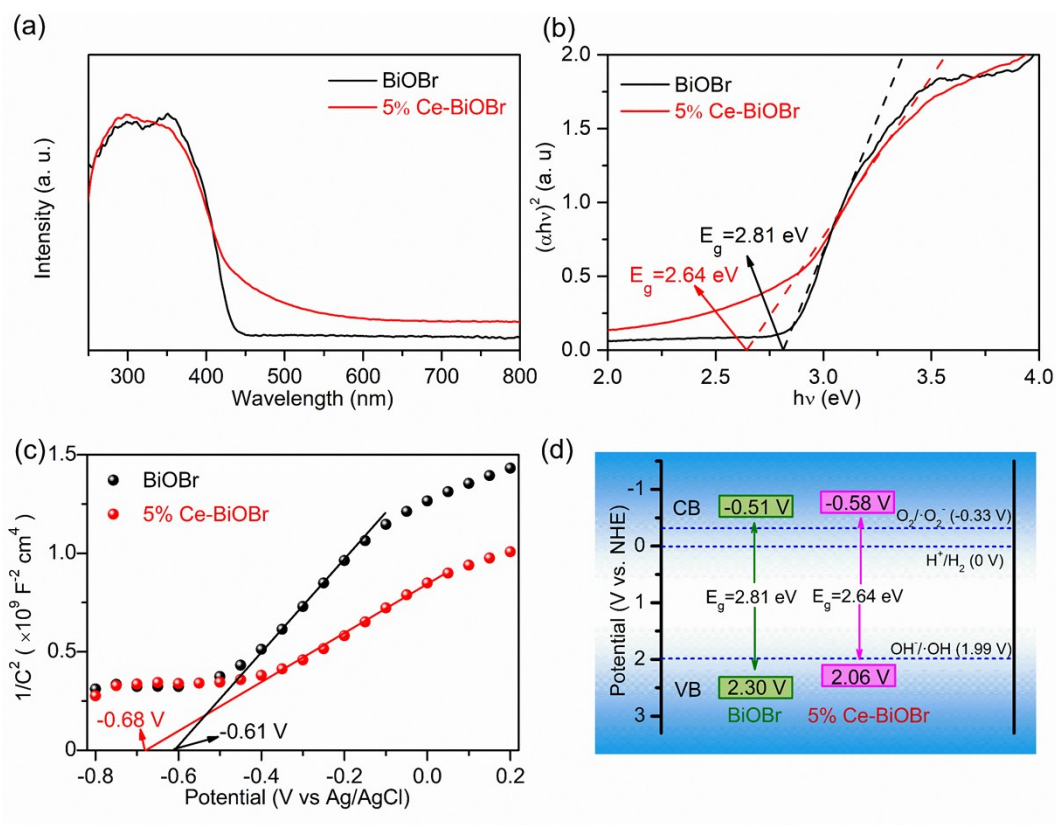 (a)
BiOBr
5% Ce-BiOBr
Intensity (a. u.)
300 400 500 600 700 800
Wavelength (nm)
(b)
BiOBr
5% Ce-BiOBr
(αhν)² (a. u)
2.0
1.5
1.0
0.5
0.0
E_g=2.81 eV
E_g=2.64 eV
2.0 2.5 3.0 3.5 4.0
hν (eV)
(c)
BiOBr
5% Ce-BiOBr
1/C² (×10⁹ F⁻² cm⁴)
1.5
1.0
0.5
0
-0.68 V
-0.61 V
-0.8 -0.6 -0.4 -0.2 0.0 0.2
Potential (V vs Ag/AgCl)
(d)
Potential (V vs. NHE)
-1
0
1
2
3
CB
-0.51 V
-0.58 V
O₂/·O₂⁻ (-0.33 V)
H⁺/H₂ (0 V)
E_g=2.81 eV
E_g=2.64 eV
OH⁻/·OH (1.99 V)
VB
2.30 V
2.06 V
BiOBr
5% Ce-BiOBr